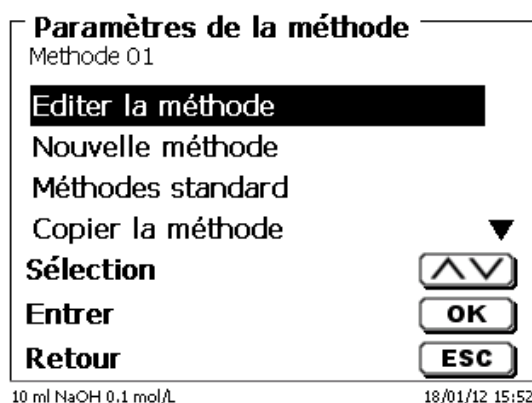 Paramètres de la méthode
Methode 01
Editer la méthode
Nouvelle méthode
Méthodes standard
Copier la méthode
Sélection
Entrer OK
Retour ESC
10 ml NaOH 0.1 mol/L 18/01/12 15:52